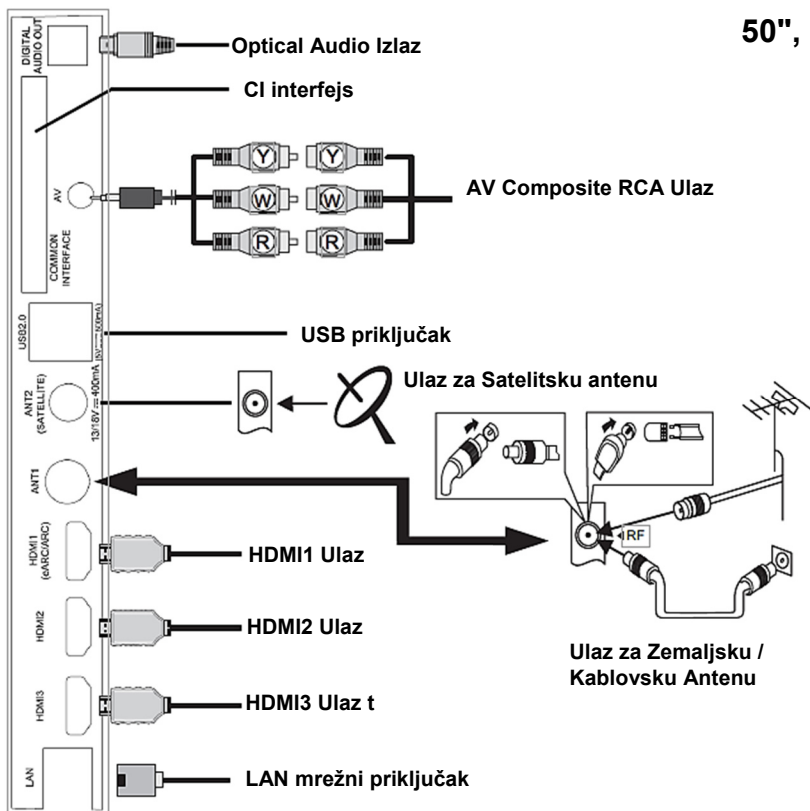 50",
DIGITAL
AUDIO OUT
Optical Audio Izlaz
CI interfejs
AV
Y
Y
W
W
R
R
AV Composite RCA Ulaz
COMMON
INTERFACE
USB2.0
5V⎓500mA
USB priključak
ANT2
(SATELLITE)
13/18V⎓400mA
Ulaz za Satelitsku antenu
ANT1
RF
Ulaz za Zemaljsku /
Kablovsku Antenu
HDMI1
(eARC/ARC)
HDMI1 Ulaz
HDMI2
HDMI2 Ulaz
HDMI3
HDMI3 Ulaz t
LAN
LAN mrežni priključak